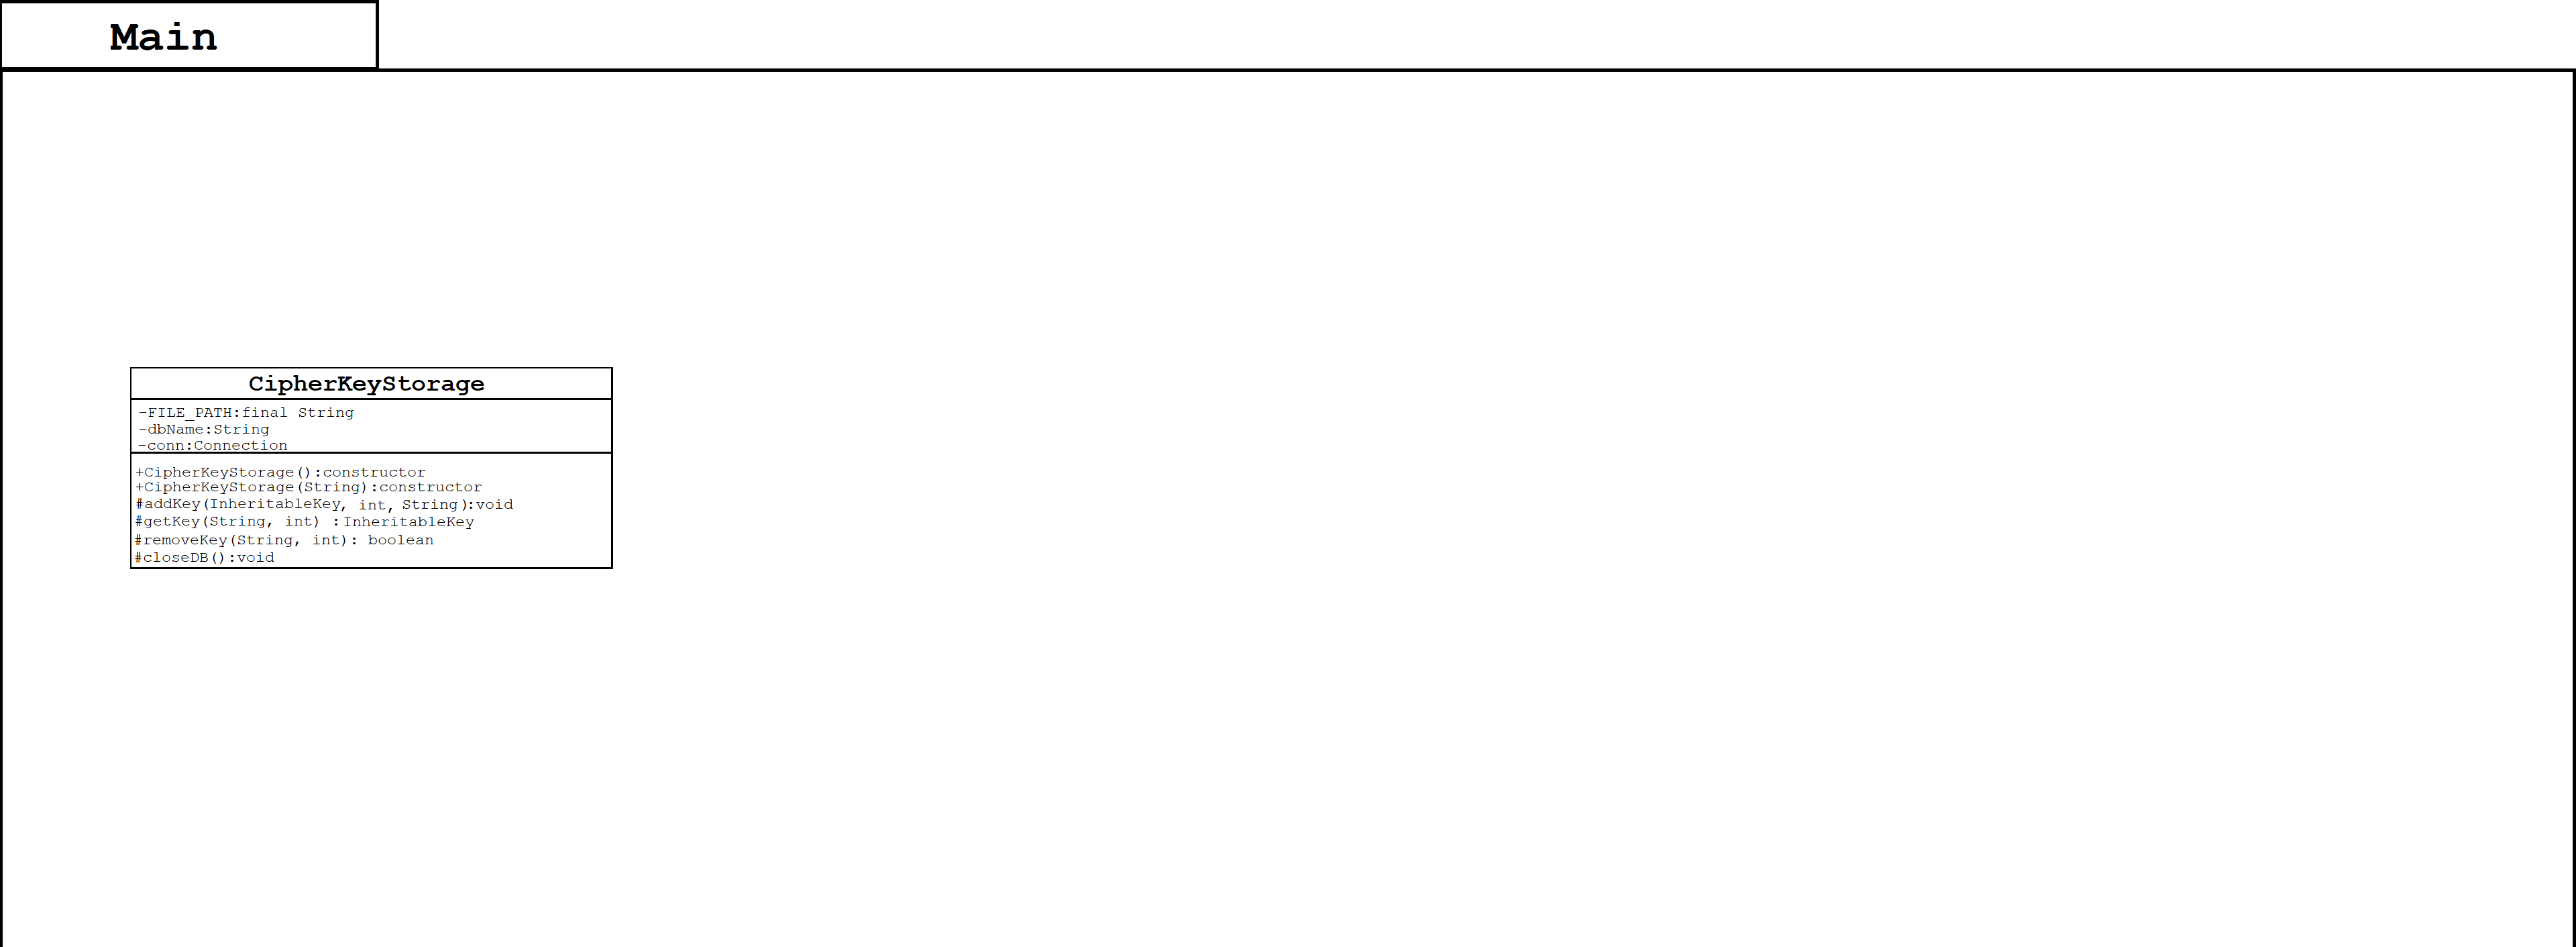 Main
CipherKeyStorage
-FILE_PATH:final String
-dbName:String
-conn:Connection
+CipherKeyStorage():constructor
+CipherKeyStorage(String):constructor
#addKey(InheritableKey, int, String):void
#getKey(String, int) :InheritableKey
#removeKey(String, int): boolean
#closeDB():void